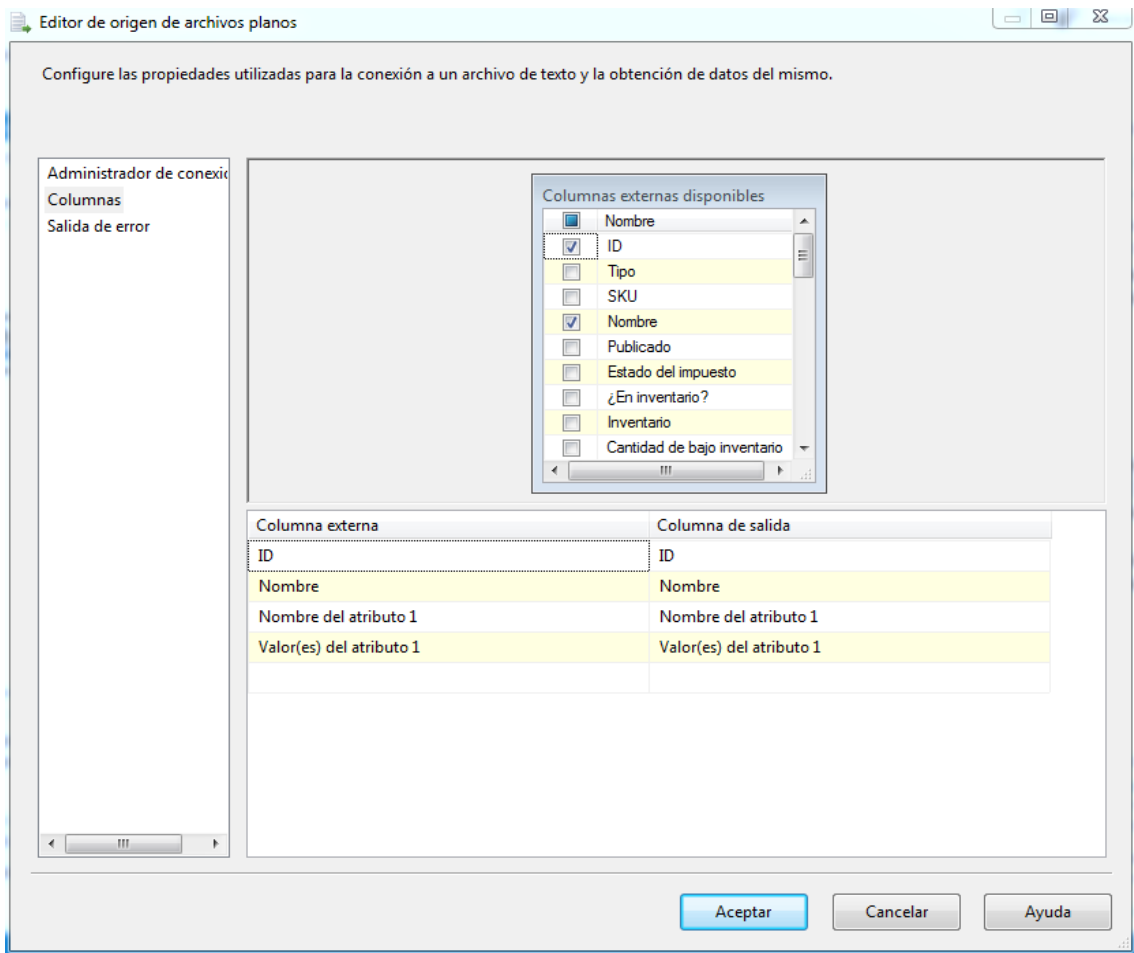 Editor de origen de archivos planos
Configure las propiedades utilizadas para la conexión a un archivo de texto y la obtención de datos del mismo.
Administrador de conexió
Columnas
Salida de error
Columnas externas disponibles
Nombre
ID
Tipo
SKU
Nombre
Publicado
Estado del impuesto
¿En inventario?
Inventario
Cantidad de bajo inventario
Columna externa Columna de salida
ID ID
Nombre Nombre
Nombre del atributo 1 Nombre del atributo 1
Valor(es) del atributo 1 Valor(es) del atributo 1
Aceptar Cancelar Ayuda